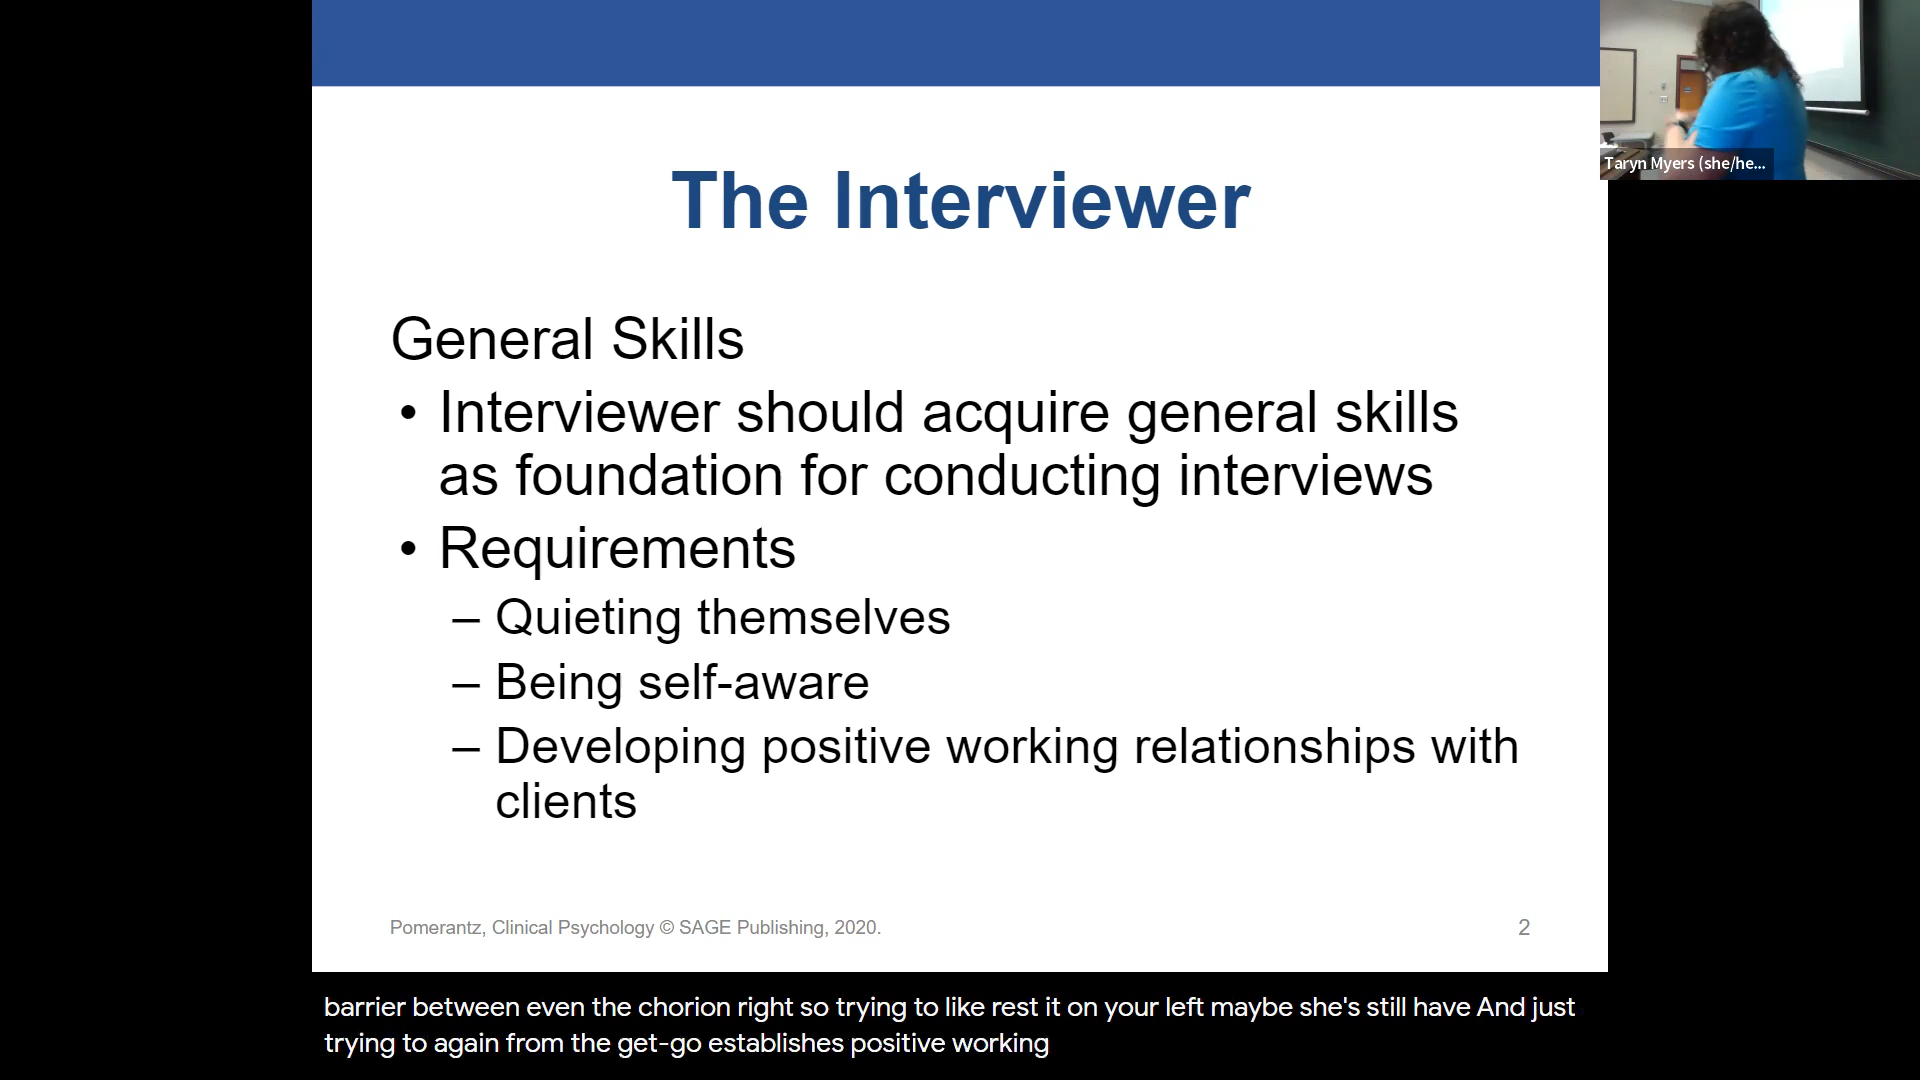 The Interviewer
Taryn Myers (she/he...
General Skills
• Interviewer should acquire general skills
as foundation for conducting interviews
• Requirements
– Quieting themselves
– Being self-aware
– Developing positive working relationships with
clients
Pomerantz, Clinical Psychology © SAGE Publishing, 2020.
2
barrier between even the chorion right so trying to like rest it on your left maybe she's still have And just
trying to again from the get-go establishes positive working